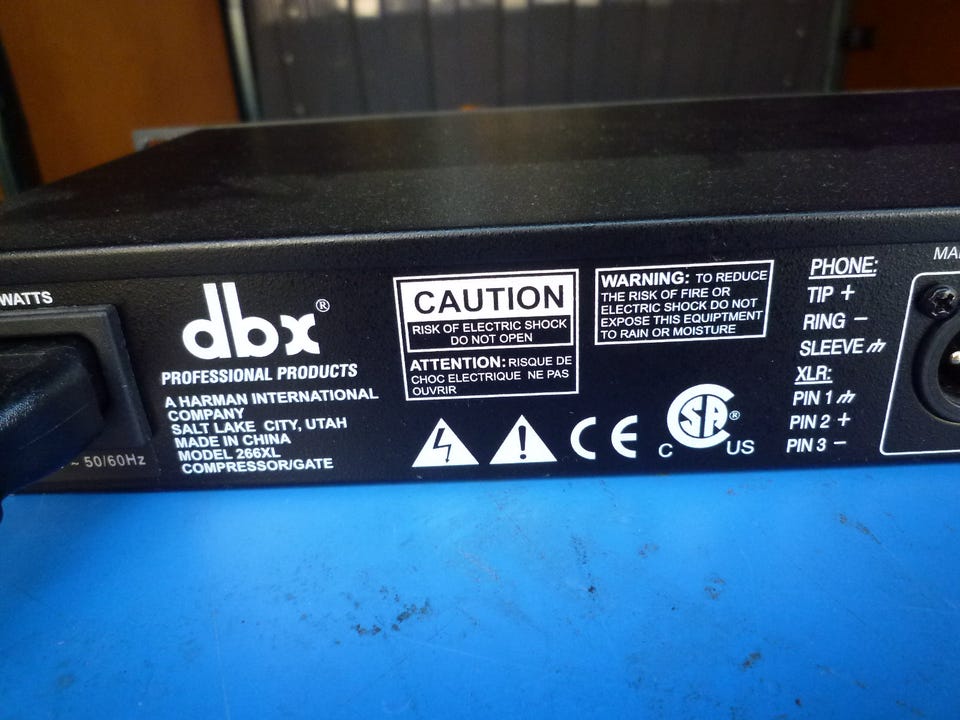 WATTS
~ 50/60Hz
dbx®
PROFESSIONAL PRODUCTS
A HARMAN INTERNATIONAL
COMPANY
SALT LAKE CITY, UTAH
MADE IN CHINA
MODEL 266XL
COMPRESSOR/GATE
CAUTION
RISK OF ELECTRIC SHOCK
DO NOT OPEN
ATTENTION: RISQUE DE
CHOC ELECTRIQUE NE PAS
OUVRIR
WARNING: TO REDUCE
THE RISK OF FIRE OR
ELECTRIC SHOCK DO NOT
EXPOSE THIS EQUIPTMENT
TO RAIN OR MOISTURE
CE
C SA® US
PHONE:
TIP +
RING −
SLEEVE
XLR:
PIN 1
PIN 2 +
PIN 3 −